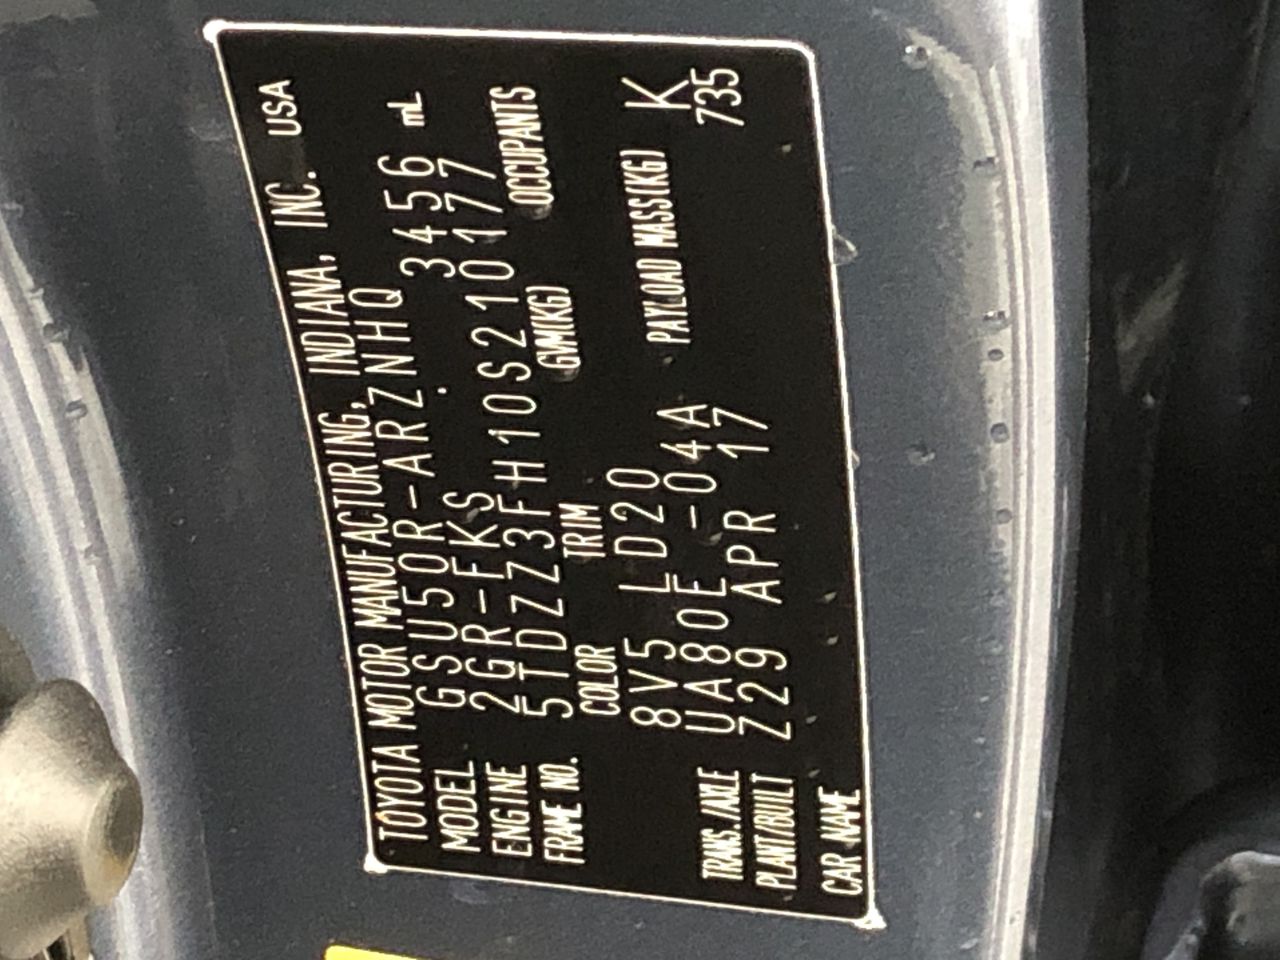 TOYOTA MOTOR MANUFACTURING, INDIANA, INC. USA
MODEL GSU50R-ARZNHQ
ENGINE 2GR-FKS 3456 mL
FRAME NO. 5TDZZ3FH10S210177
COLOR TRIM GVM(KG) OCCUPANTS
8V5 LD20
TRANS./AXLE UA80E -04A PAYLOAD MASS(KG) K
PLANT/BUILT Z29 APR 17 735
CAR NAME